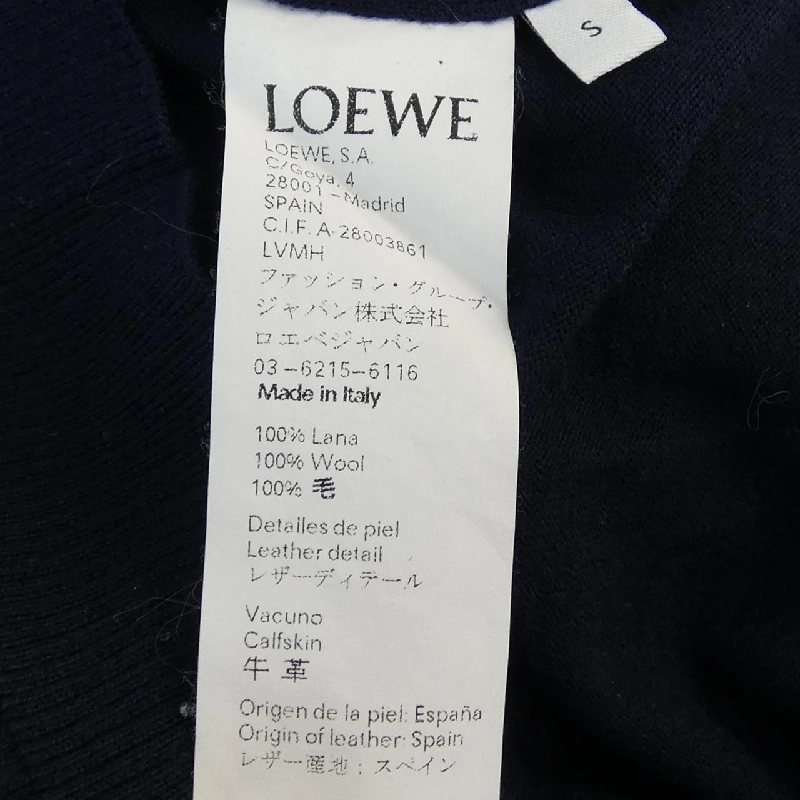 S
LOEWE
LOEWE, S.A.
C/Goya, 4
28001 - Madrid
SPAIN
C.I.F. A-28003861
LVMH
ファッション・グループ・
ジャパン株式会社
ロエベジャパン
03-6215-6116
Made in Italy
100% Lana
100% Wool
100% 毛
Detalles de piel
Leather detail
レザーディテール
Vacuno
Calfskin
牛革
Origen de la piel: España
Origin of leather: Spain
レザー産地: スペイン